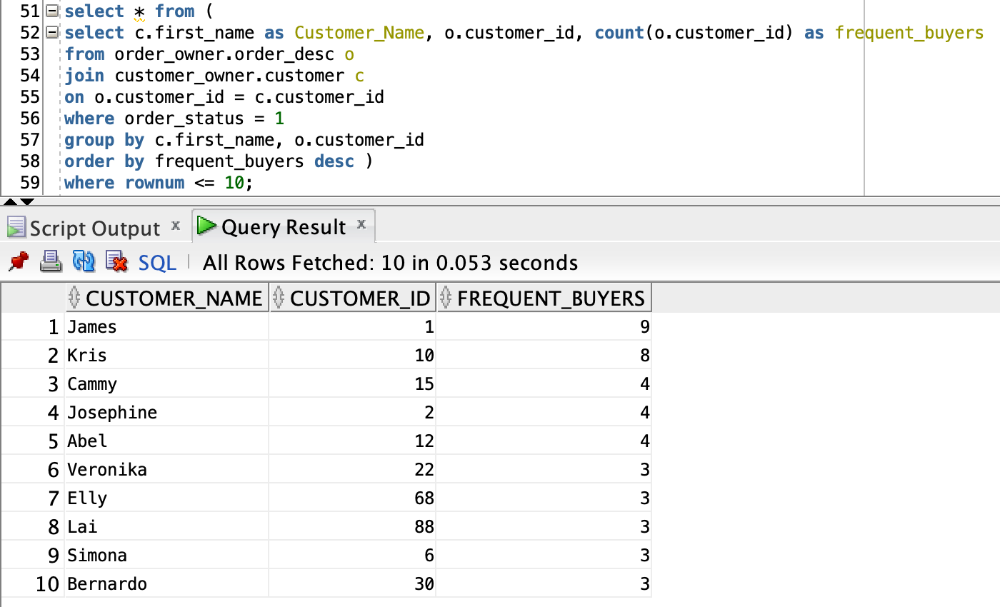 51 select * from (
52 select c.first_name as Customer_Name, o.customer_id, count(o.customer_id) as frequent_buyers
53 from order_owner.order_desc o
54 join customer_owner.customer c
55 on o.customer_id = c.customer_id
56 where order_status = 1
57 group by c.first_name, o.customer_id
58 order by frequent_buyers desc )
59 where rownum <= 10;
Script Output x Query Result x
SQL | All Rows Fetched: 10 in 0.053 seconds
CUSTOMER_NAME CUSTOMER_ID FREQUENT_BUYERS
1 James 1 9
2 Kris 10 8
3 Cammy 15 4
4 Josephine 2 4
5 Abel 12 4
6 Veronika 22 3
7 Elly 68 3
8 Lai 88 3
9 Simona 6 3
10 Bernardo 30 3